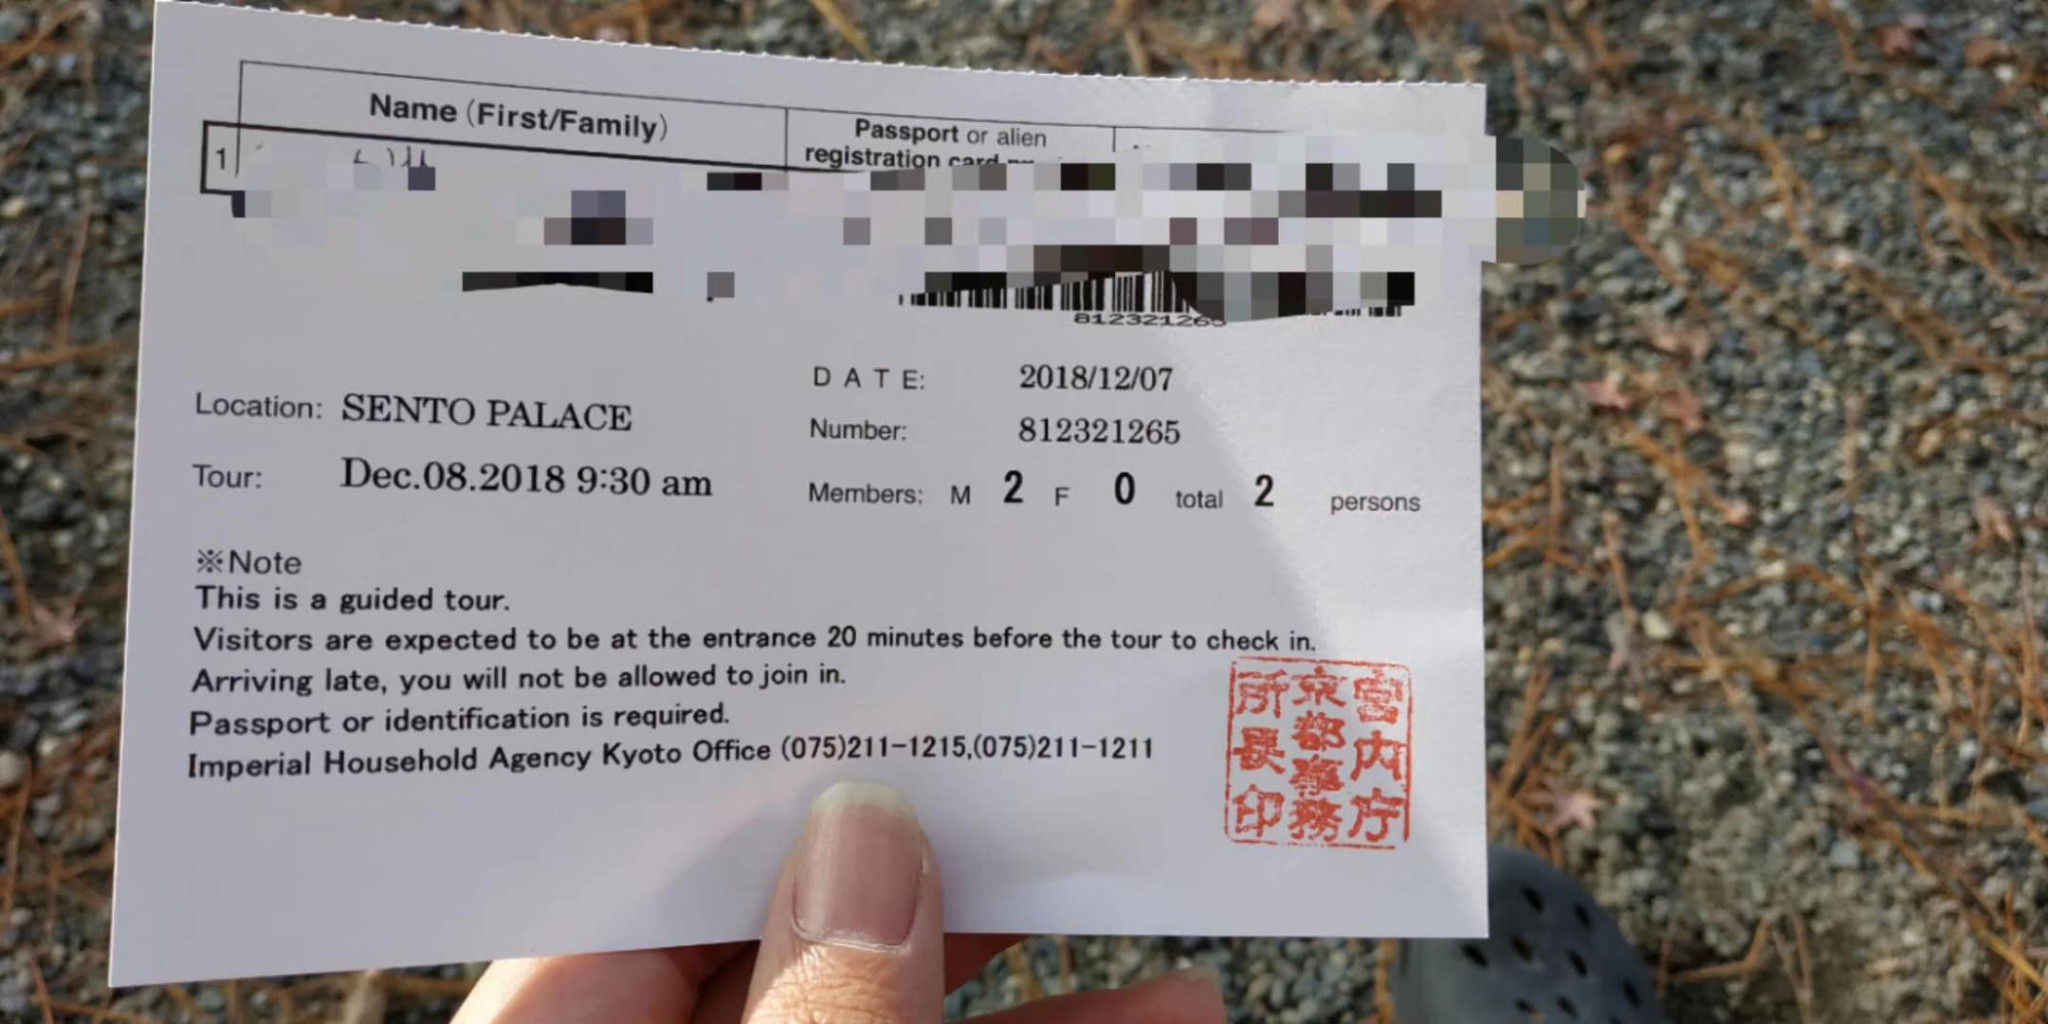 Name (First/Family)
Passport or alien
registration card
1
812321265
DATE: 2018/12/07
Location: SENTO PALACE
Number: 812321265
Tour: Dec.08.2018 9:30 am
Members: M 2 F 0 total 2 persons
※Note
This is a guided tour.
Visitors are expected to be at the entrance 20 minutes before the tour to check in.
Arriving late, you will not be allowed to join in.
Passport or identification is required.
Imperial Household Agency Kyoto Office (075)211-1215,(075)211-1211
宮内庁
京都事務
所長印